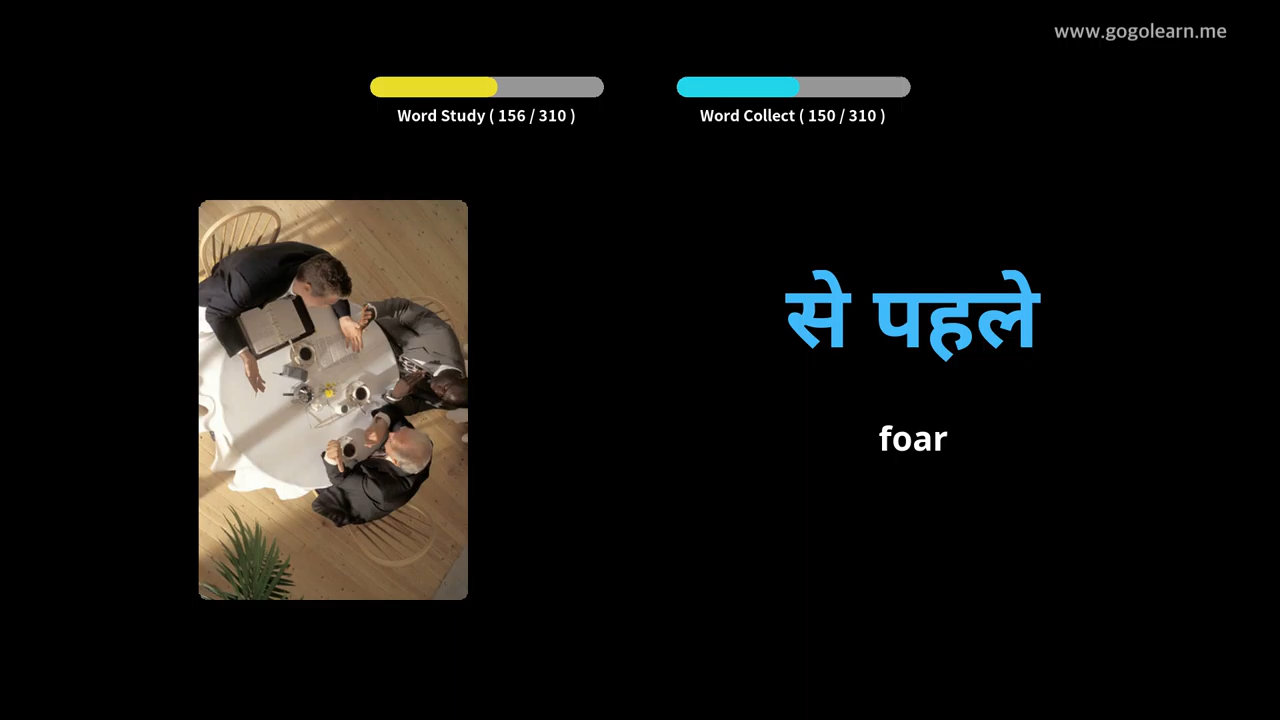 www.gogolearn.me
Word Study ( 156 / 310 )
Word Collect ( 150 / 310 )
से पहले
foar